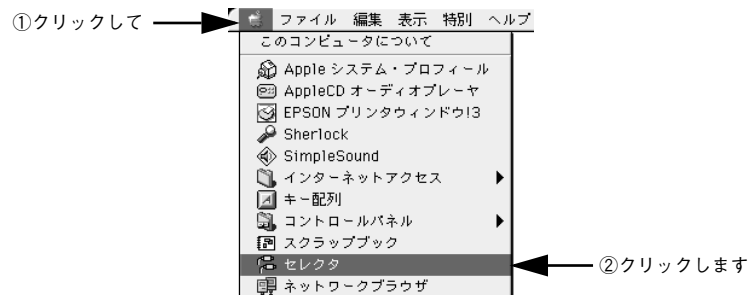 ①クリックして
ファイル 編集 表示 特別 ヘルプ
このコンピュータについて
Apple システム・プロフィール
AppleCD オーディオプレーヤ
EPSON プリンタウィンドウ!3
Sherlock
SimpleSound
インターネットアクセス
キー配列
コントロールパネル
スクラップブック
セレクタ
②クリックします
ネットワークブラウザ